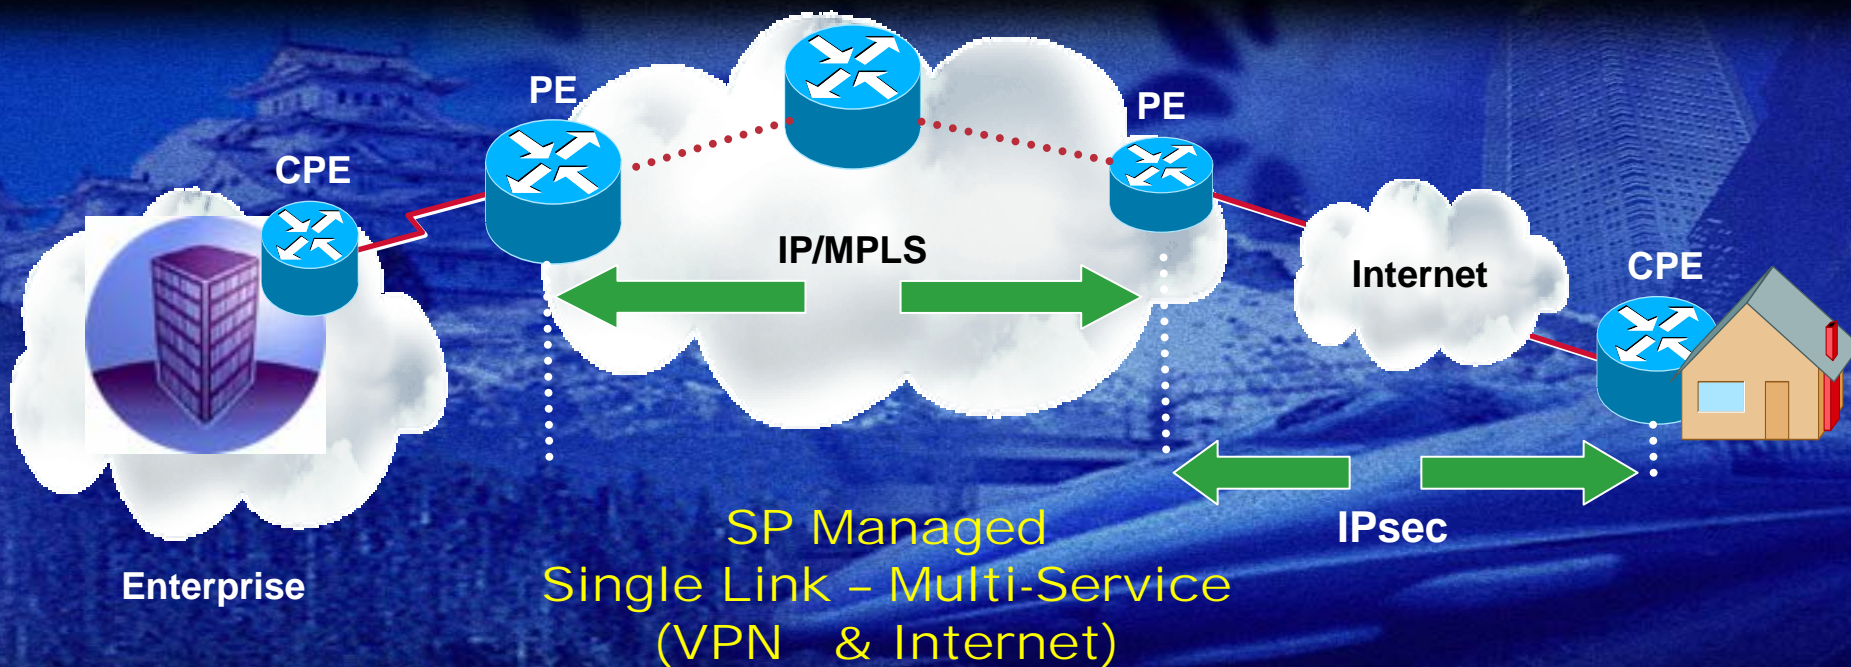 PE
PE
CPE
IP/MPLS
Internet
CPE
IPsec
SP Managed
Single Link – Multi-Service
(VPN & Internet)
Enterprise